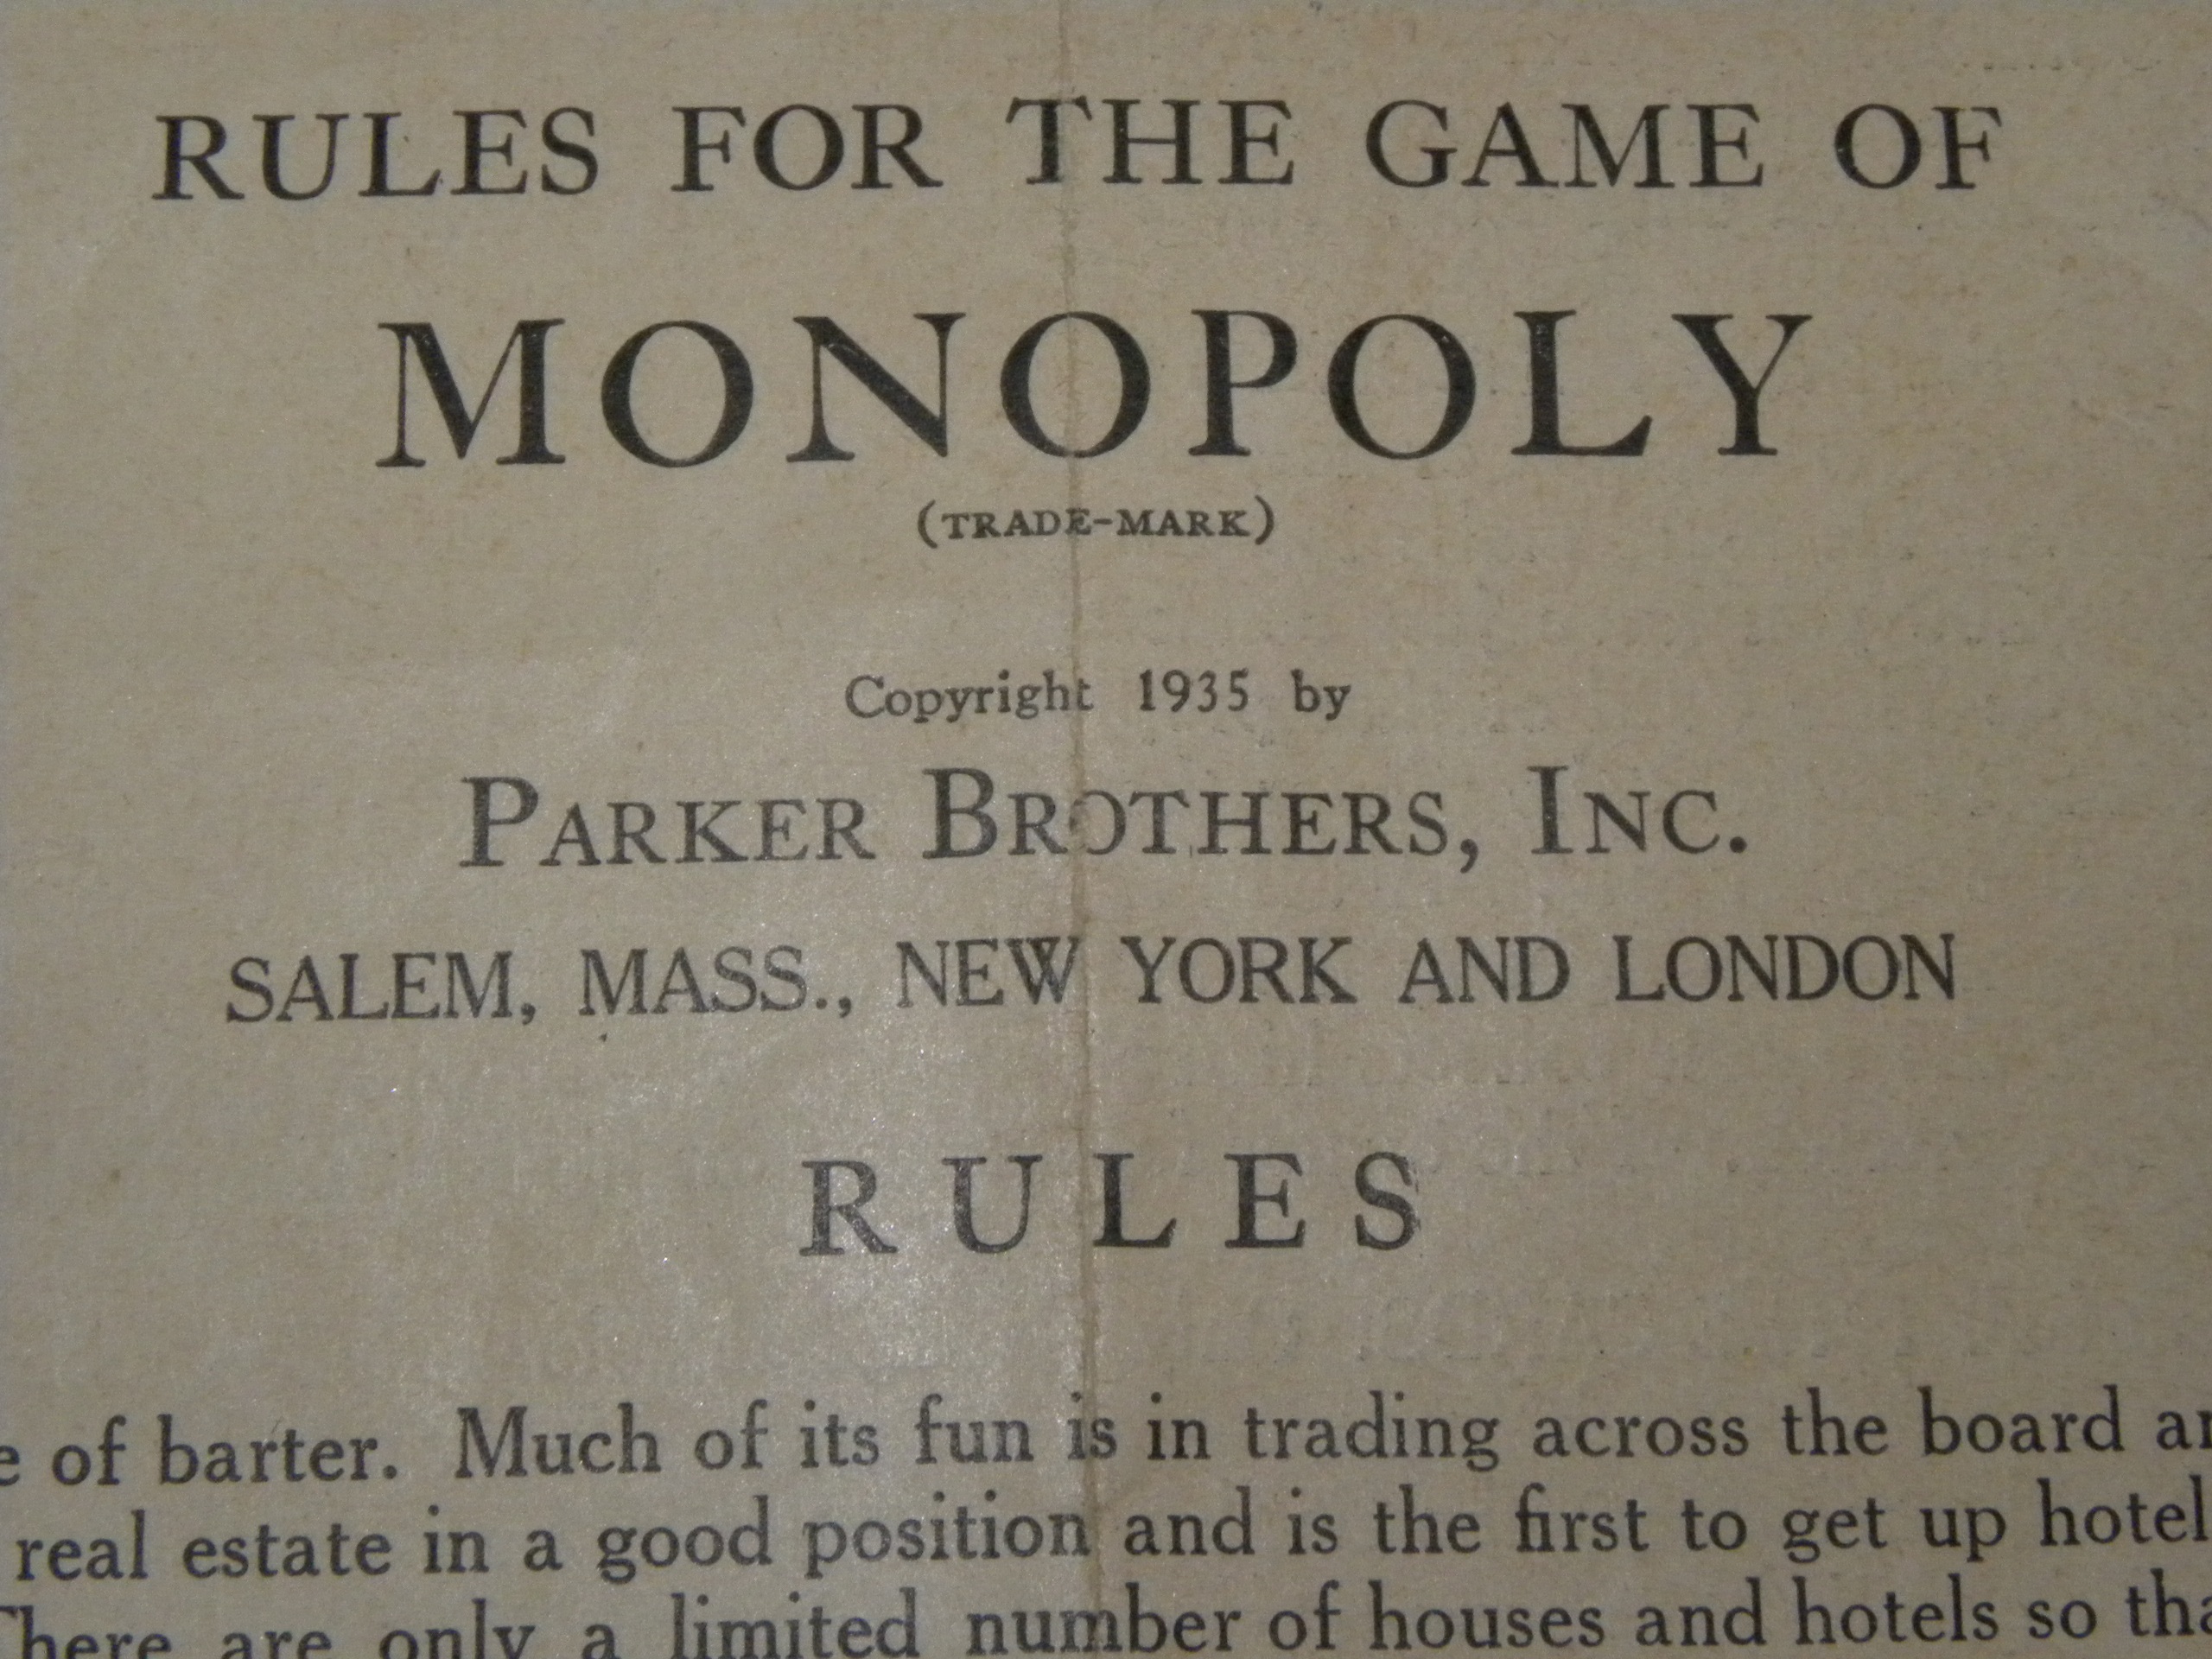 RULES FOR THE GAME OF
MONOPOLY
(TRADE-MARK)
Copyright 1935 by
PARKER BROTHERS, INC.
SALEM, MASS., NEW YORK AND LONDON
RULES
of barter. Much of its fun is in trading across the board
real estate in a good position and is the first to get up
are only a limited number of houses and hotels so